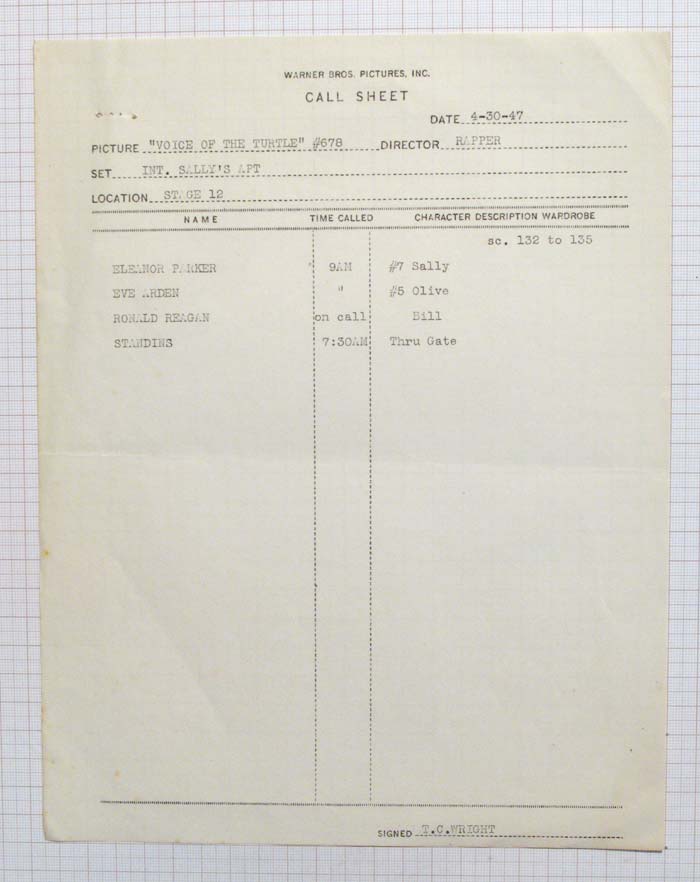 WARNER BROS. PICTURES, INC.
CALL SHEET
DATE 4-30-47
PICTURE "VOICE OF THE TURTLE" #678 DIRECTOR RAPPER
SET INT. SALLY'S APT
LOCATION STAGE 12
NAME TIME CALLED CHARACTER DESCRIPTION WARDROBE
sc. 132 to 135
ELEANOR PARKER " 9AM #7 Sally
EVE ARDEN " #5 Olive
RONALD REAGAN on call Bill
STANDINS 7:30AM Thru Gate
SIGNED T.C.WRIGHT